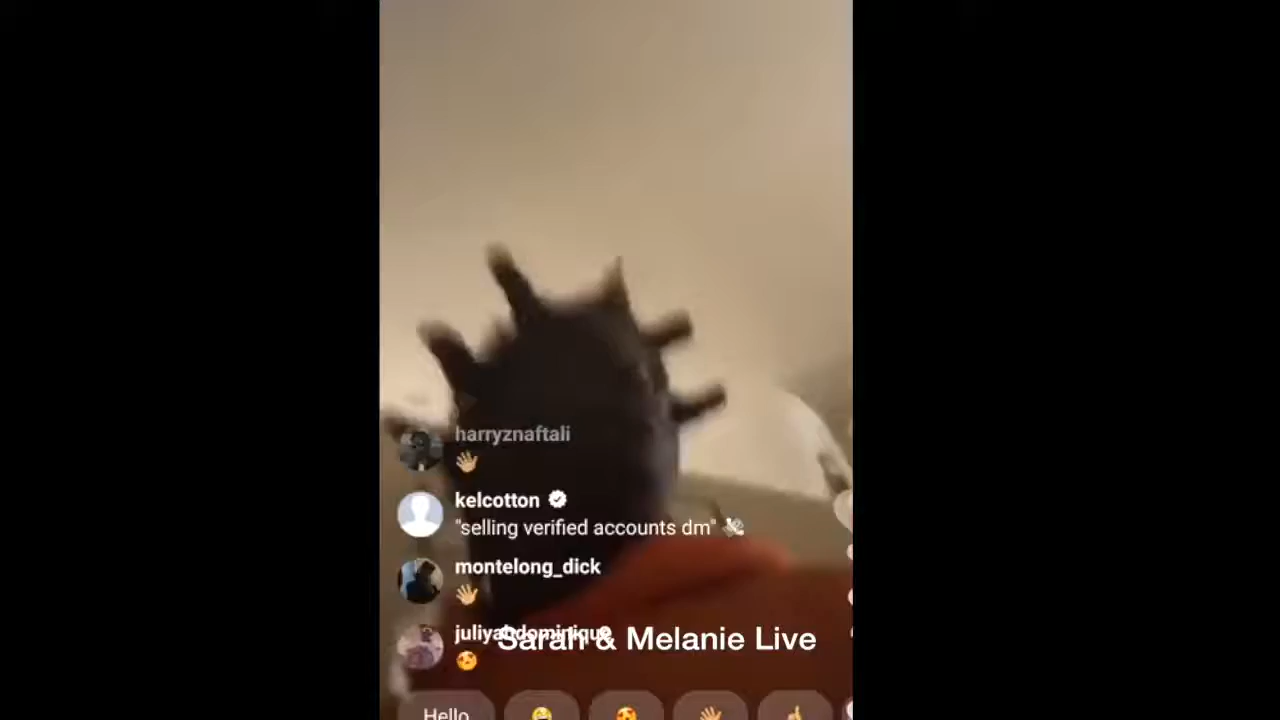 harryznaftali
👋🏼
kelcotton
"selling verified accounts dm"
montelong_dick
👋🏼
Sarah & Melanie Live
😍
Hello 😂 😍 👋🏼 ☝🏼